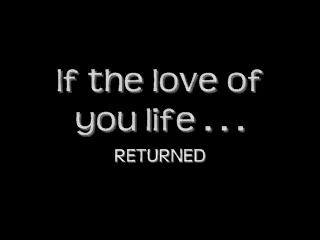 If the love of
you life . . .
RETURNED